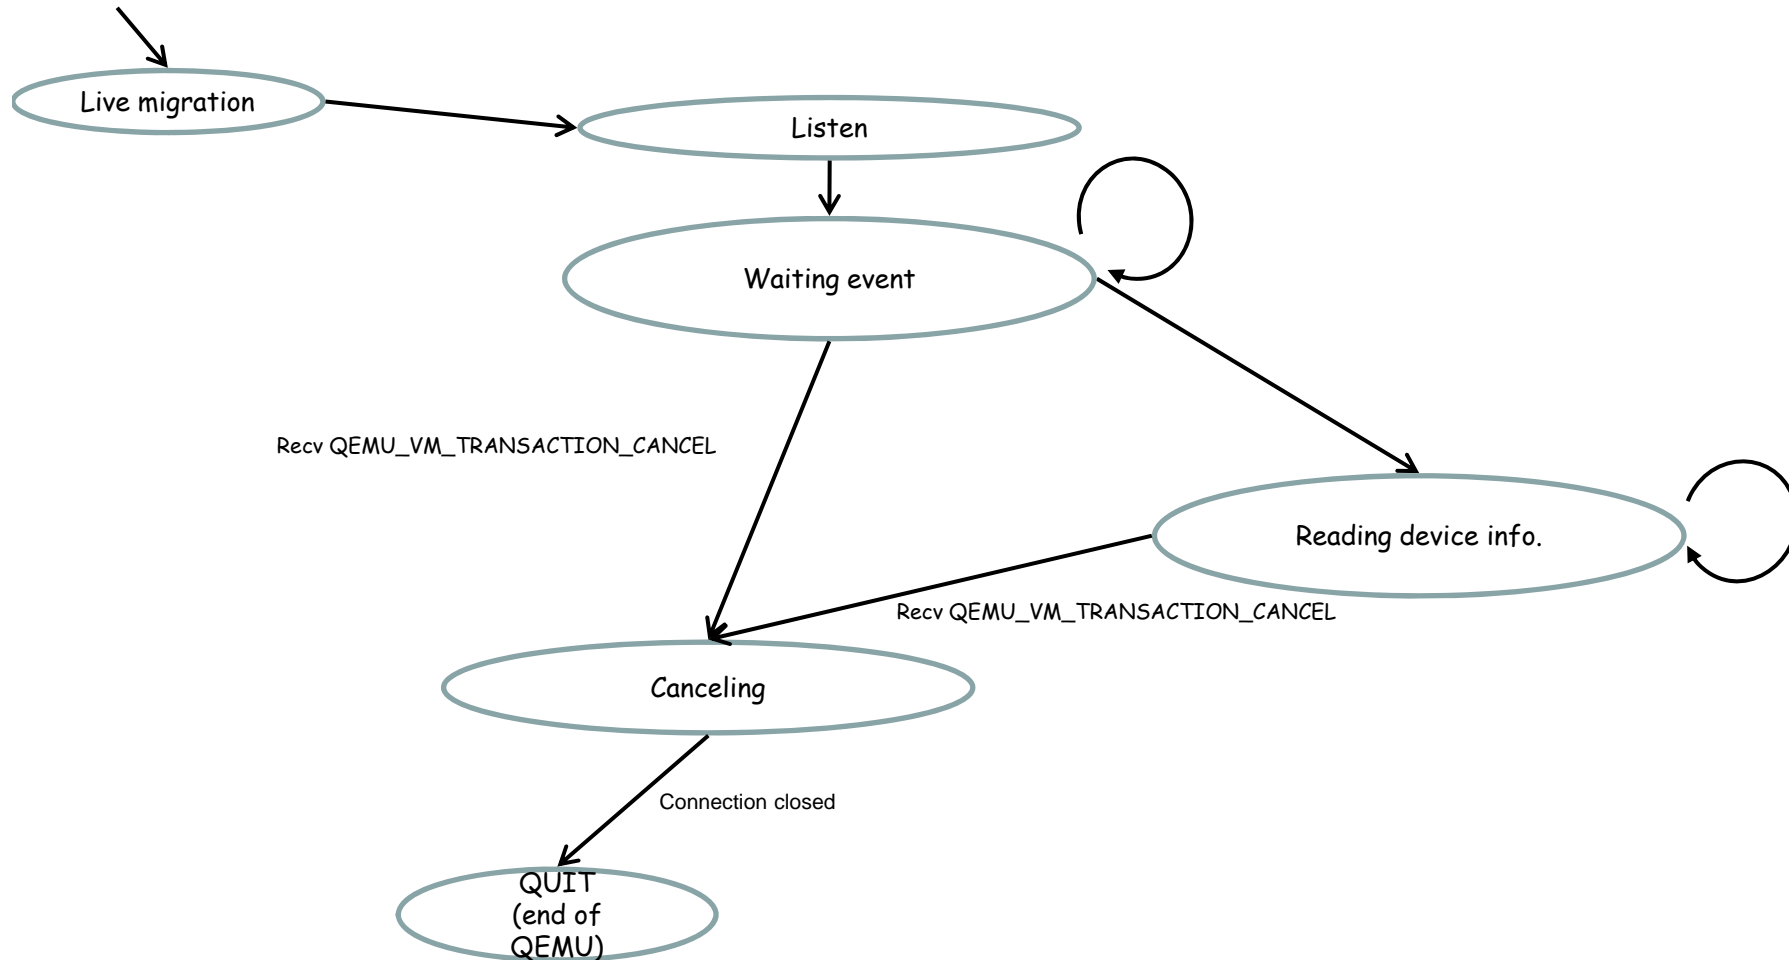 Live migration
Listen
Waiting event
Recv QEMU_VM_TRANSACTION_CANCEL
Reading device info.
Recv QEMU_VM_TRANSACTION_CANCEL
Canceling
Connection closed
QUIT
(end of
QEMU)